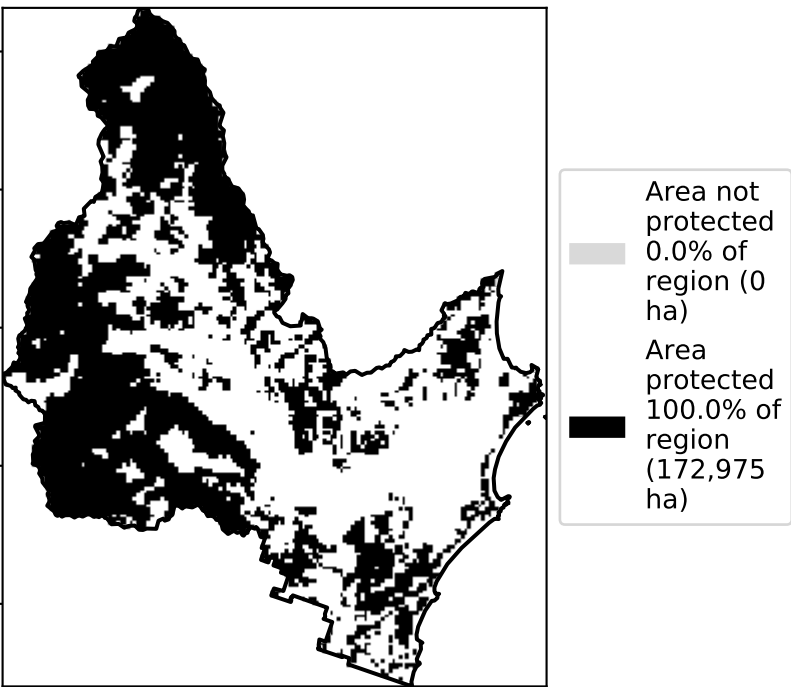 Area not
protected
0.0% of
region (0
ha)
Area
protected
100.0% of
region
(172,975
ha)